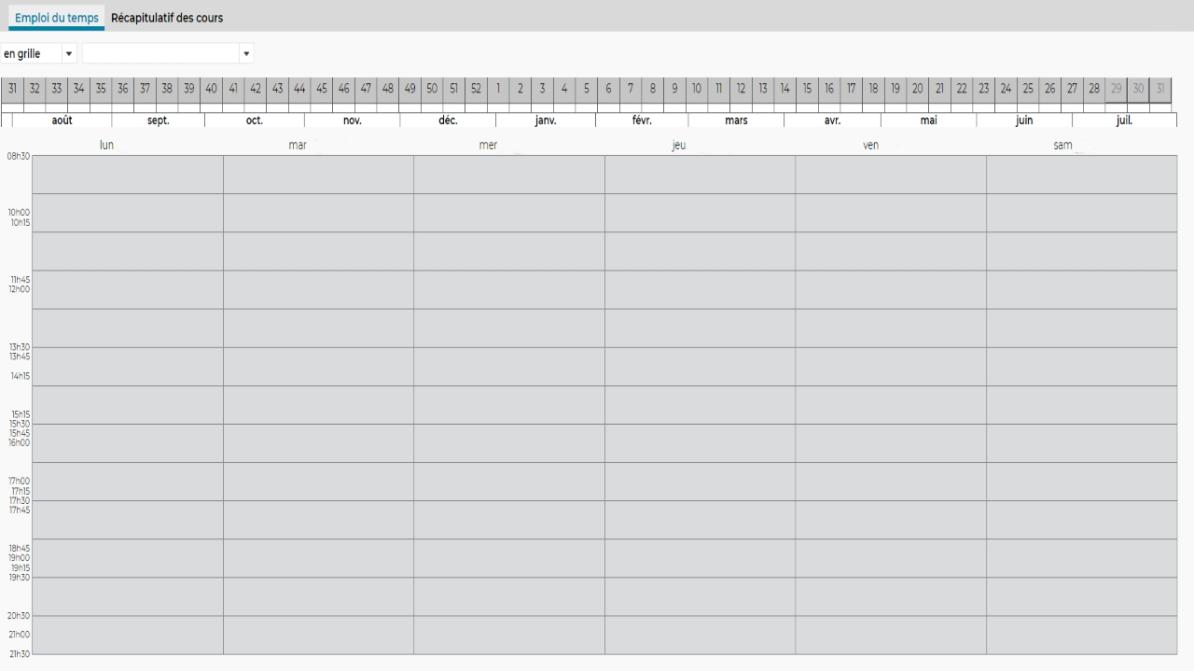 Emploi du temps Récapitulatif des cours
en grille
31 32 33 34 35 36 37 38 39 40 41 42 43 44 45 46 47 48 49 50 51 52 1 2 3 4 5 6 7 8 9 10 11 12 13 14 15 16 17 18 19 20 21 22 23 24 25 26 27 28 29 30 31
août sept. oct. nov. déc. janv. févr. mars avr. mai juin juil.
lun mar mer jeu ven sam
08h30
10h00
10h15
11h45
12h00
13h30
13h45
14h15
15h15
15h30
15h45
16h00
17h00
17h15
17h30
17h45
18h45
19h00
19h15
19h30
20h30
21h00
21h30